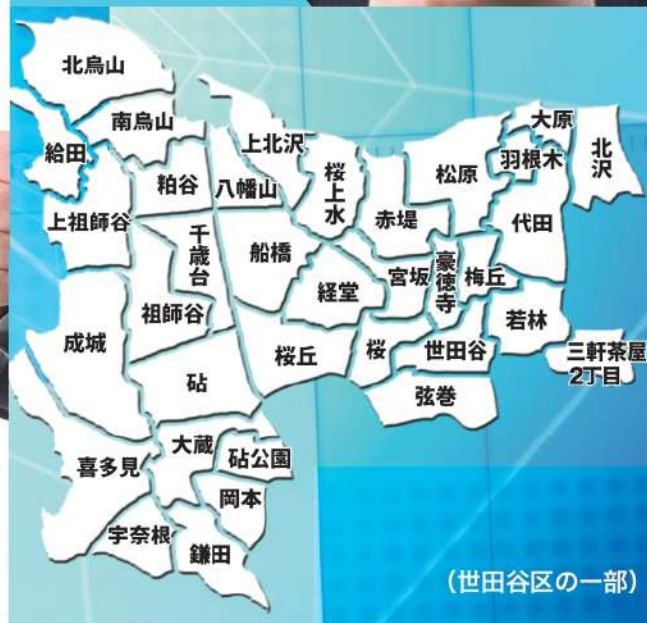 北烏山
南烏山
給田
上北沢
大原
北沢
粕谷
八幡山
桜上水
松原
羽根木
上祖師谷
千歳台
船橋
赤堤
代田
経堂
宮坂
豪徳寺
梅丘
祖師谷
成城
砧
桜丘
桜
世田谷
若林
三軒茶屋
2丁目
弦巻
喜多見
大蔵
砧公園
岡本
宇奈根
鎌田
(世田谷区の一部)